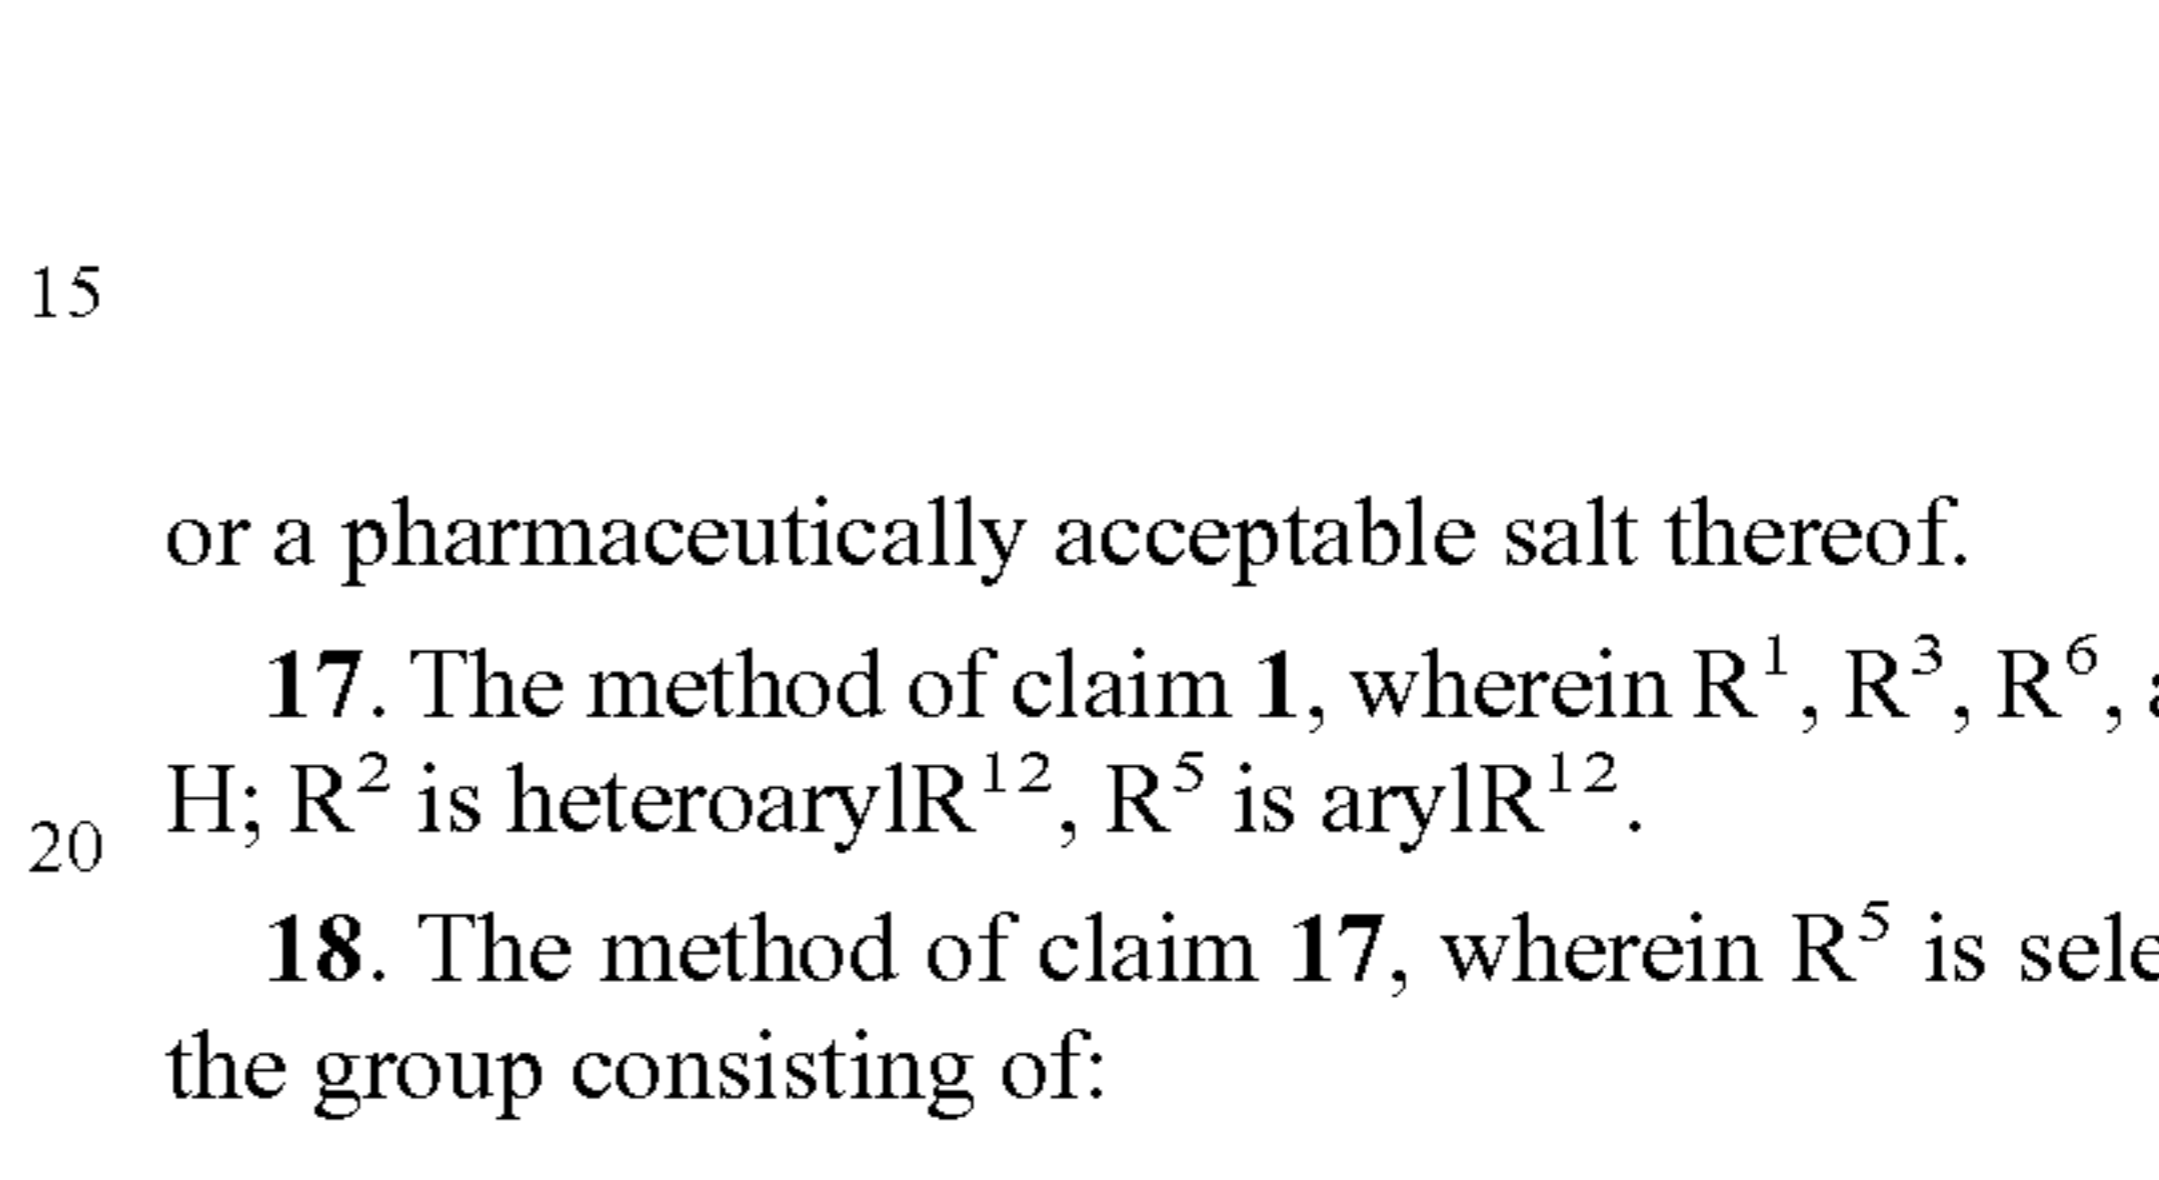 15
or a pharmaceutically acceptable salt thereof.
17. The method of claim 1, wherein R¹, R³, R⁶,
H; R² is heteroarylR¹², R⁵ is arylR¹².
20
18. The method of claim 17, wherein R⁵ is
the group consisting of: